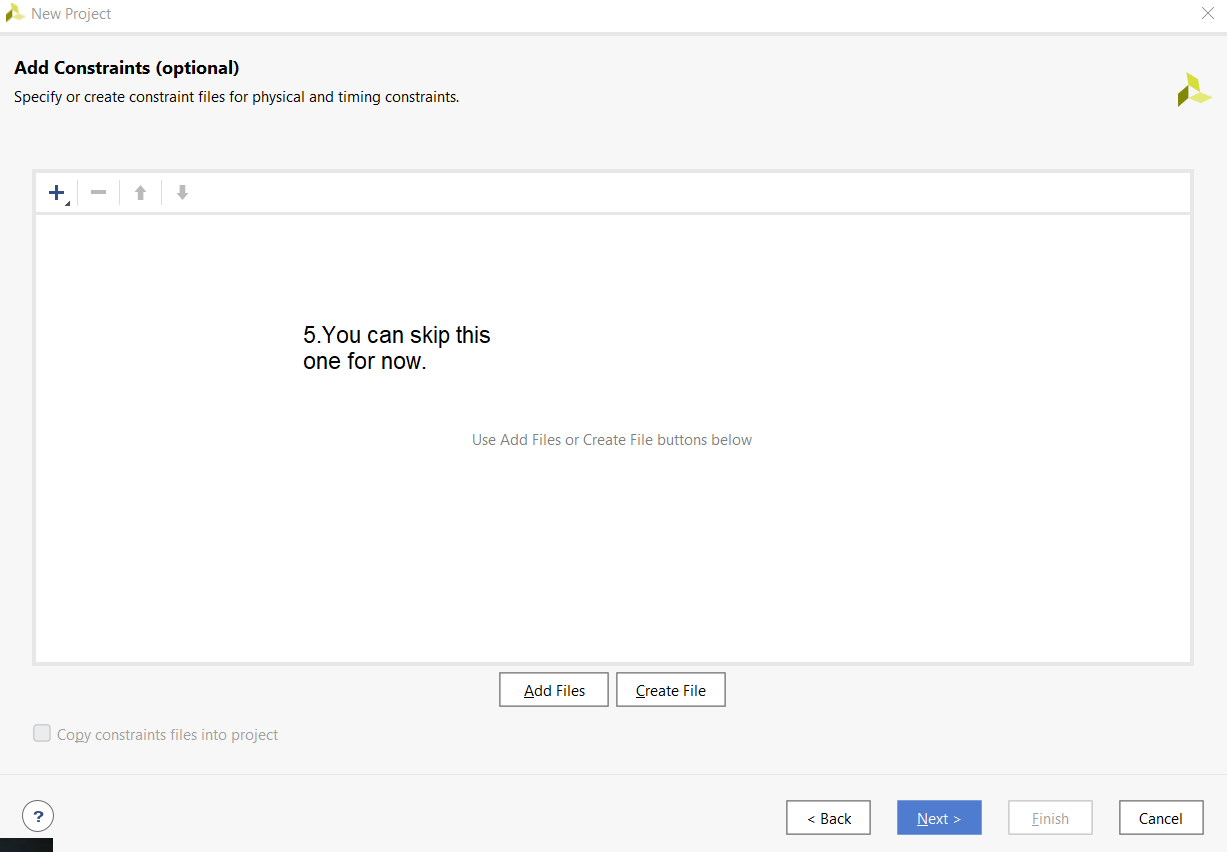 New Project
Add Constraints (optional)
Specify or create constraint files for physical and timing constraints.
5.You can skip this
one for now.
Use Add Files or Create File buttons below
Add Files
Create File
Copy constraints files into project
?
< Back
Next >
Finish
Cancel